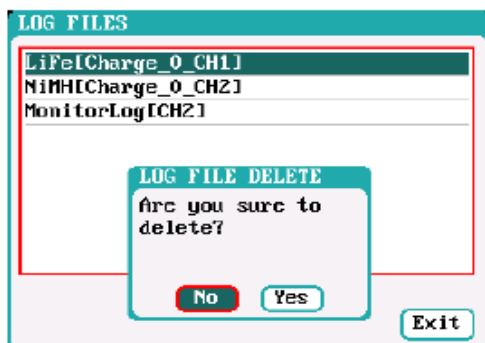 LOG FILES
LiFe[Charge_0_CH1]
NiMH[Charge_0_CH2]
MonitorLog[CH2]
LOG FILE DELETE
Are you sure to
delete?
No Yes
Exit